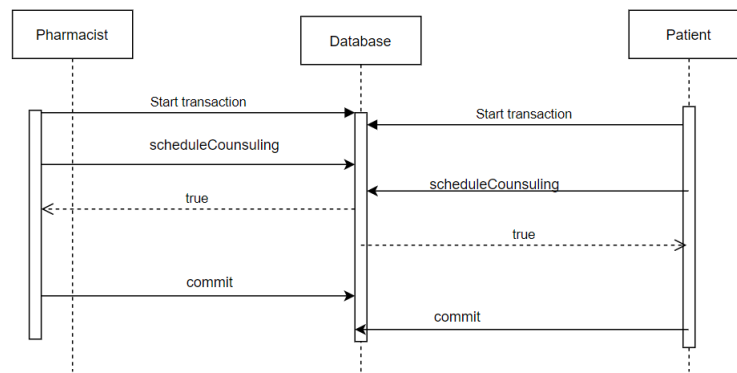 Pharmacist
Database
Patient
Start transaction
Start transaction
scheduleCounsuling
scheduleCounsuling
true
true
commit
commit